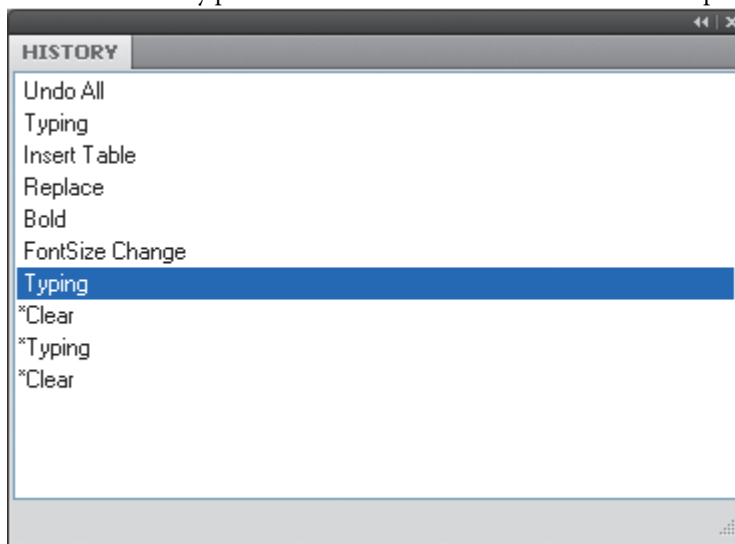 HISTORY
Undo All
Typing
Insert Table
Replace
Bold
FontSize Change
Typing
*Clear
*Typing
*Clear